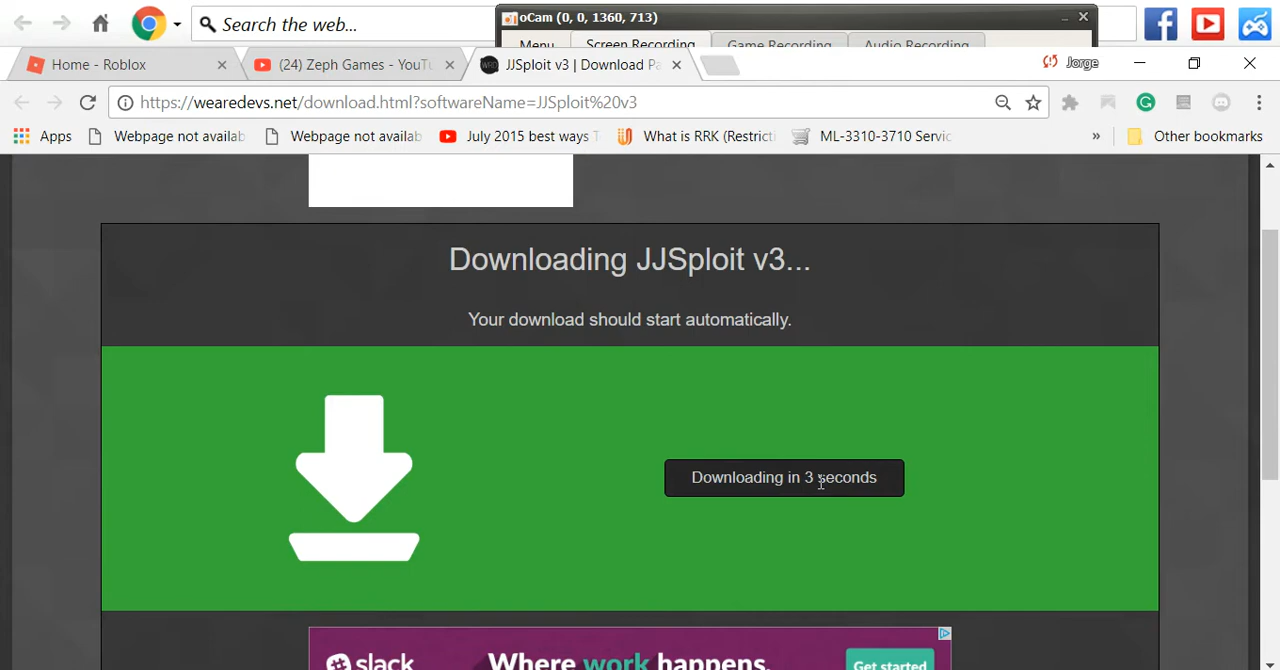 Search the web...
oCam (0, 0, 1360, 713)
Menu Screen Recording Game Recording Audio Recording
Home - Roblox
(24) Zeph Games - YouTu
JJSploit v3 | Download Pa
Jorge
https://wearedevs.net/download.html?softwareName=JJSploit%20v3
Apps Webpage not availab Webpage not availab July 2015 best ways T What is RRK (Restricti ML-3310-3710 Servic » Other bookmarks
Downloading JJSploit v3...
Your download should start automatically.
Downloading in 3 seconds
slack Where work happens. Get started